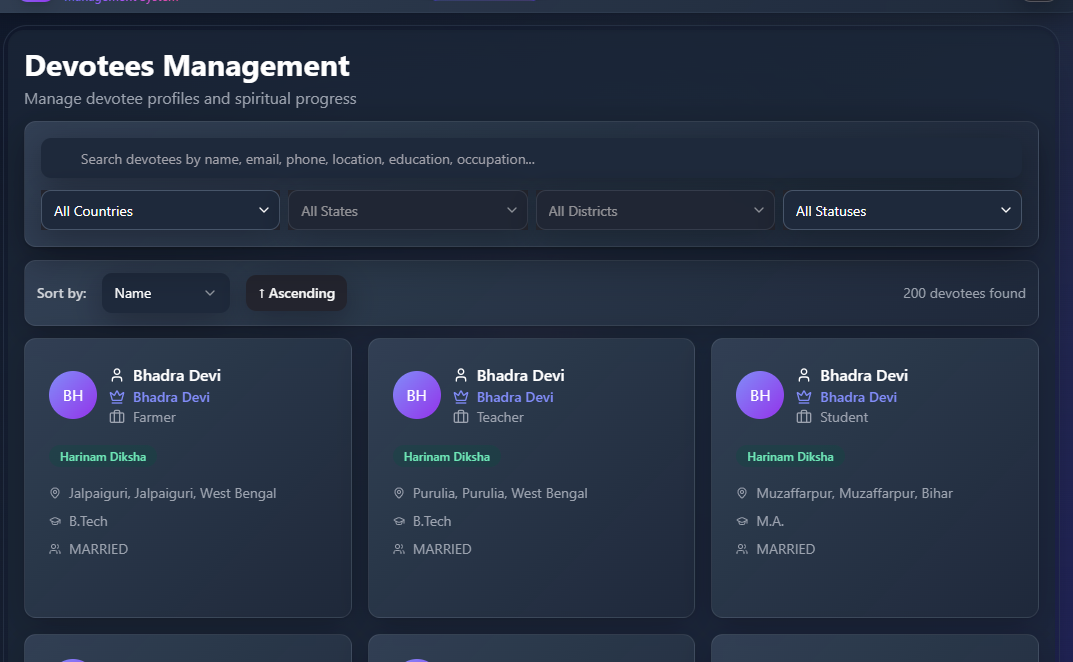 Management System
Devotees Management
Manage devotee profiles and spiritual progress
Search devotees by name, email, phone, location, education, occupation...
All Countries All States All Districts All Statuses
Sort by: Name ↑ Ascending 200 devotees found
BH
Bhadra Devi
Bhadra Devi
Farmer
Harinam Diksha
Jalpaiguri, Jalpaiguri, West Bengal
B.Tech
MARRIED
BH
Bhadra Devi
Bhadra Devi
Teacher
Harinam Diksha
Purulia, Purulia, West Bengal
B.Tech
MARRIED
BH
Bhadra Devi
Bhadra Devi
Student
Harinam Diksha
Muzaffarpur, Muzaffarpur, Bihar
M.A.
MARRIED